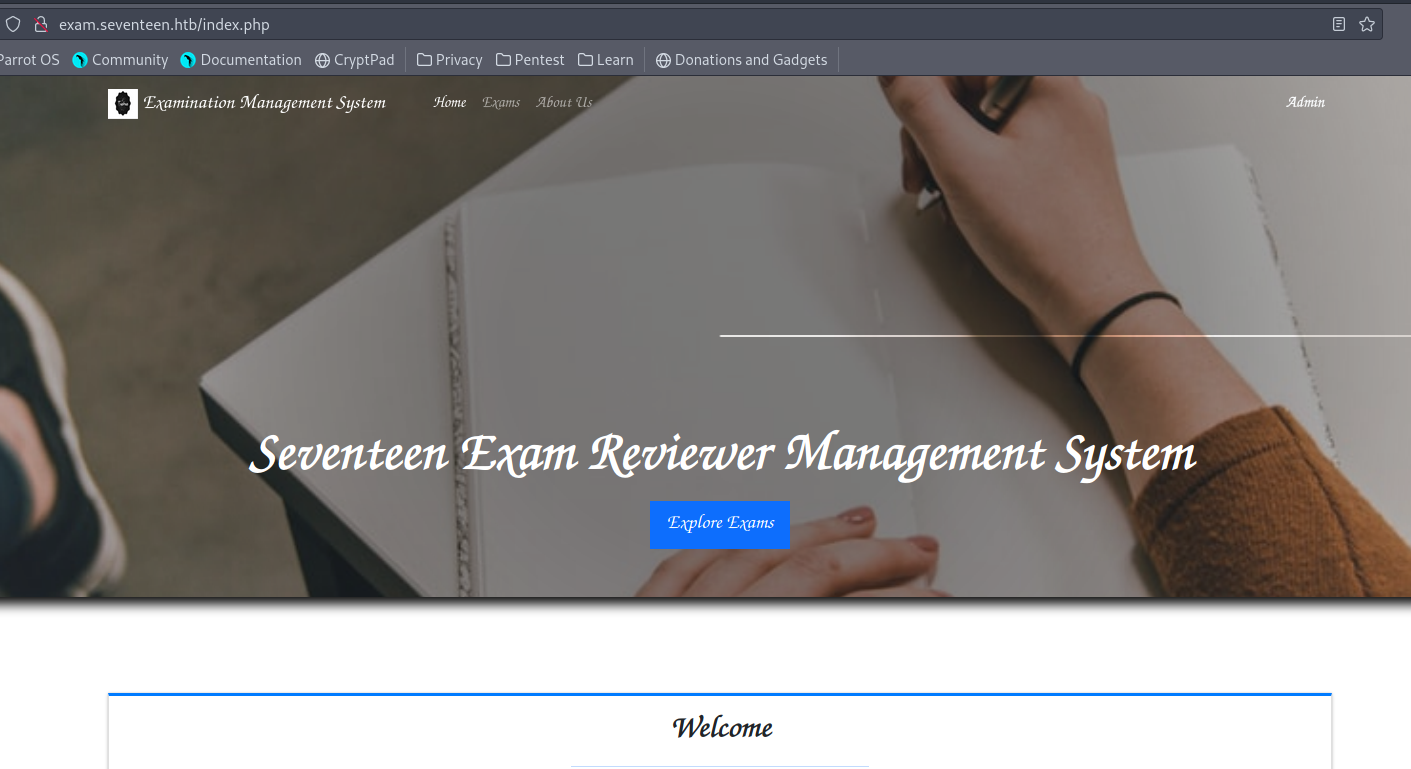 exam.seventeen.htb/index.php
Parrot OS Community Documentation CryptPad Privacy Pentest Learn Donations and Gadgets
Examination Management System Home Exams About Us Admin
Seventeen Exam Reviewer Management System
Explore Exams
Welcome